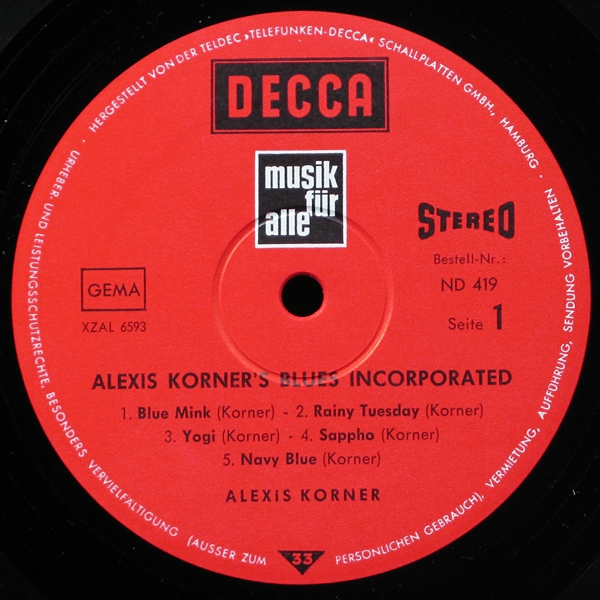 · HERGESTELLT VON DER TELDEC »TELEFUNKEN-DECCA« SCHALLPLATTEN GMBH., HAMBURG ·
URHEBER- UND LEISTUNGSSCHUTZRECHTE, BESONDERS VERVIELFÄLTIGUNG (AUSSER ZUM PERSÖNLICHEN GEBRAUCH), VERMIETUNG, AUFFÜHRUNG, SENDUNG VORBEHALTEN ·
DECCA
musik
für
alle
STEREO
Bestell-Nr.:
ND 419
Seite 1
GEMA
XZAL 6593
ALEXIS KORNER'S BLUES INCORPORATED
1. Blue Mink (Korner) - 2. Rainy Tuesday (Korner)
3. Yogi (Korner) - 4. Sappho (Korner)
5. Navy Blue (Korner)
ALEXIS KORNER
33